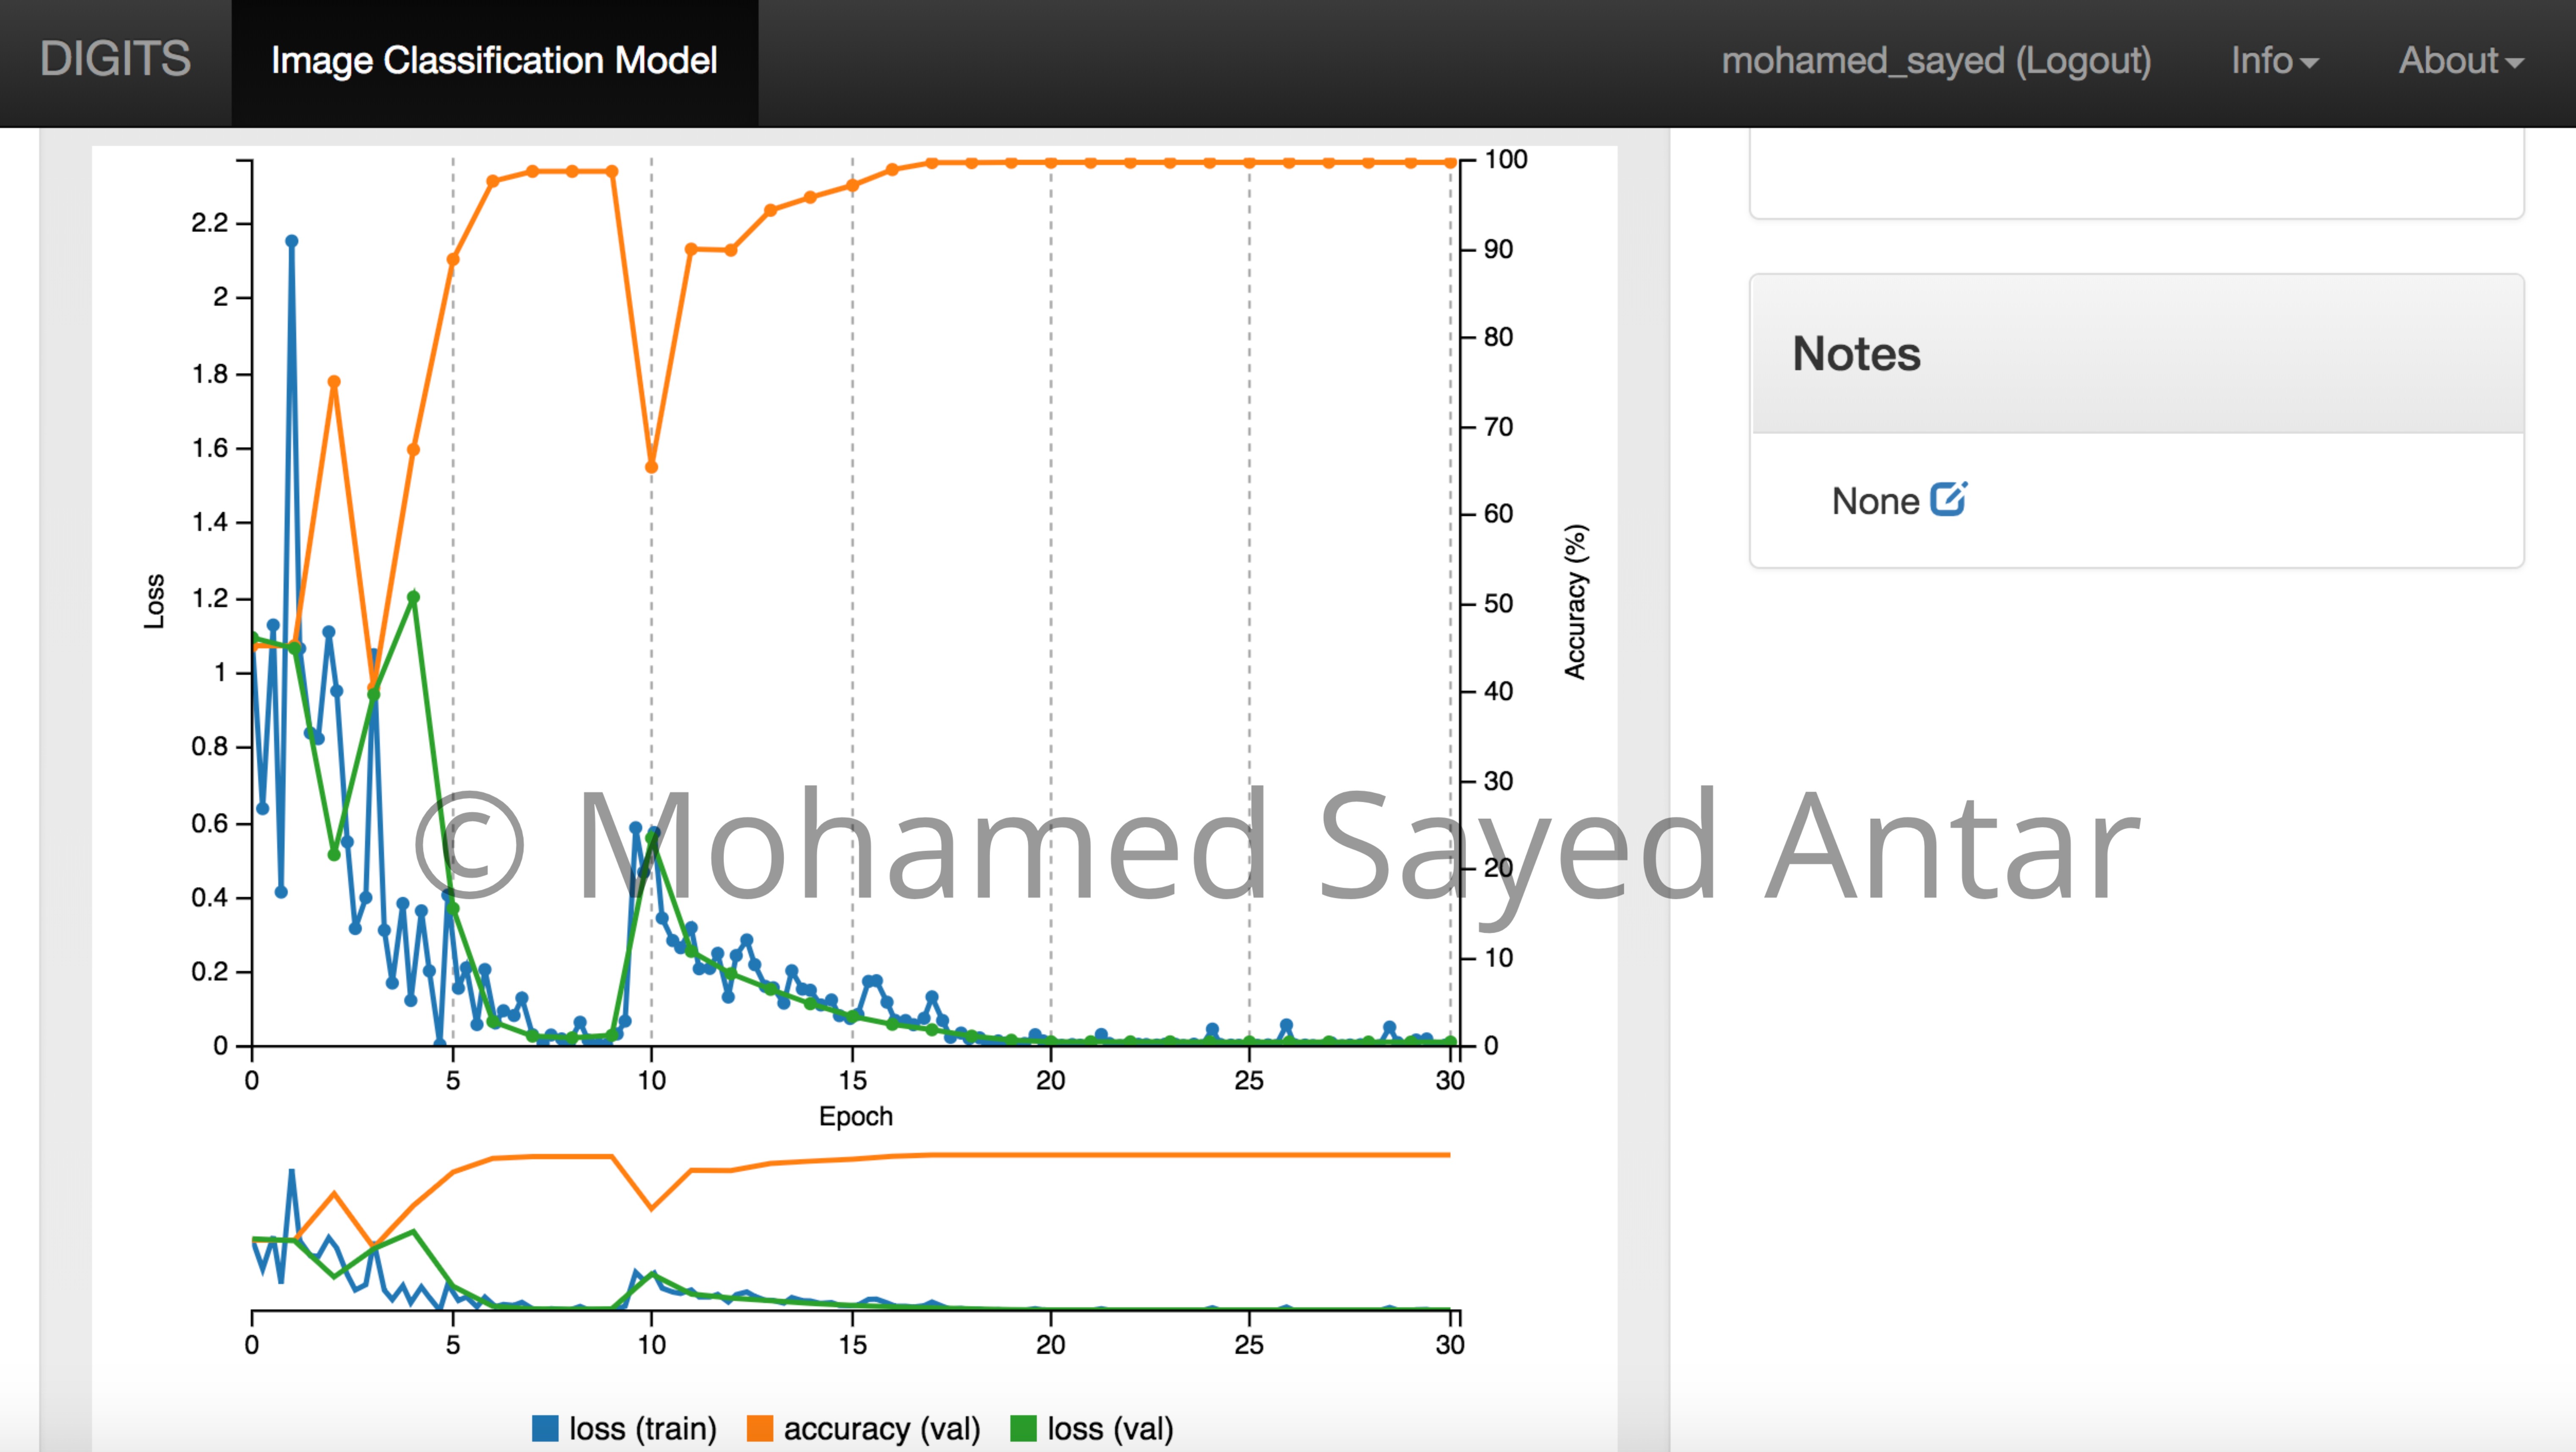 DIGITS Image Classification Model mohamed_sayed (Logout) Info About
2.2
2
1.8
1.6
1.4
1.2
1
0.8
0.6
0.4
0.2
0
Loss
100
90
80
70
60
50
40
30
20
10
0
Accuracy (%)
0 5 10 15 20 25 30
Epoch
0 5 10 15 20 25 30
loss (train) accuracy (val) loss (val)
Notes
None
© Mohamed Sayed Antar